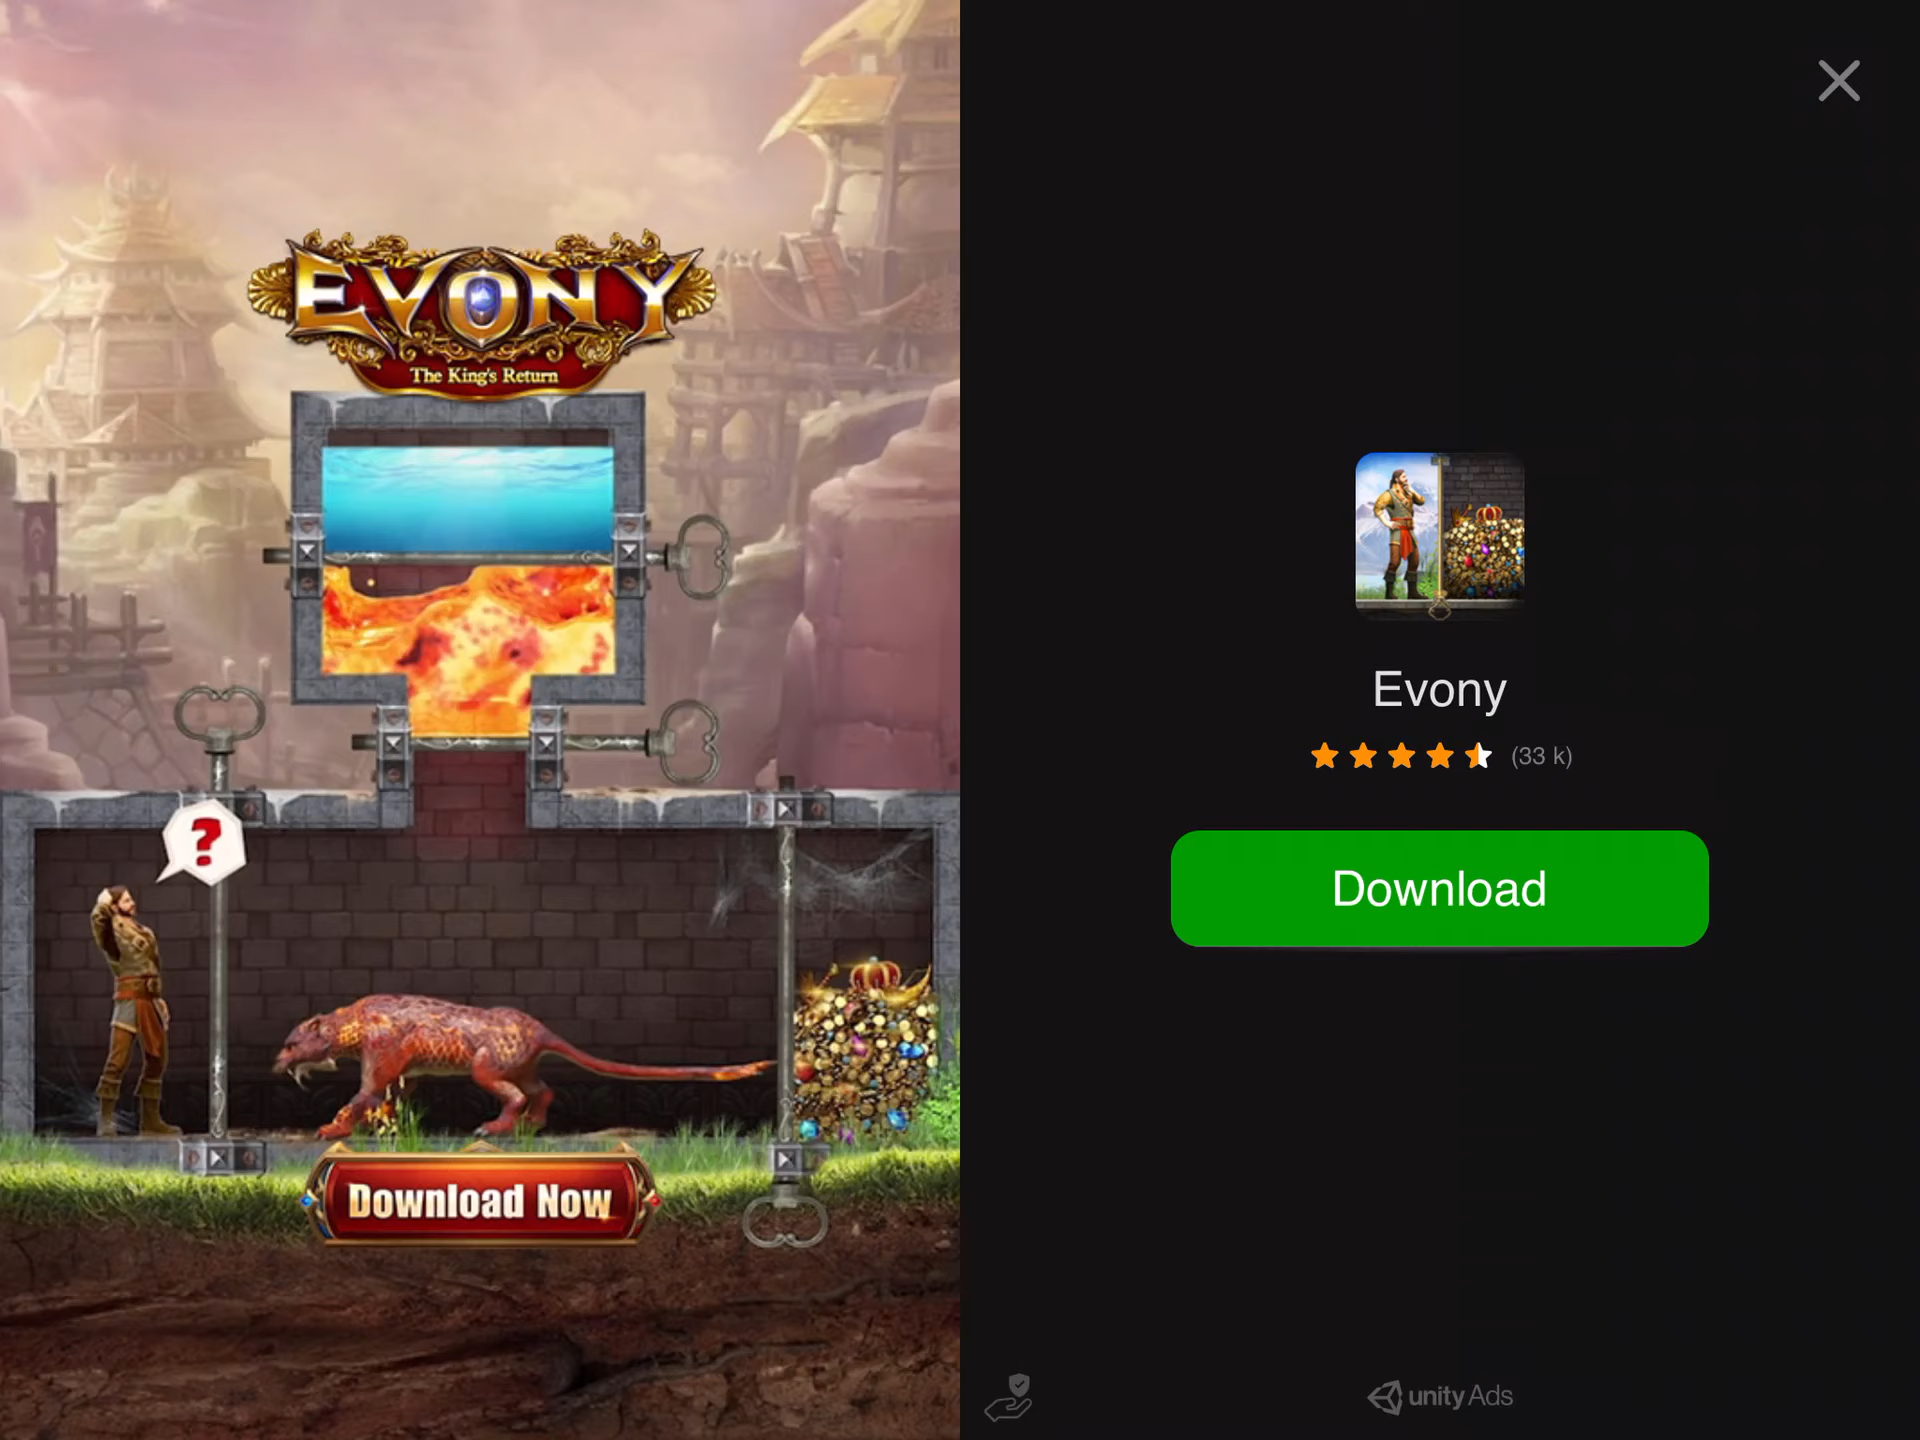 EVONY
The King's Return
?
Download Now
Evony
(33 k)
Download
unity Ads